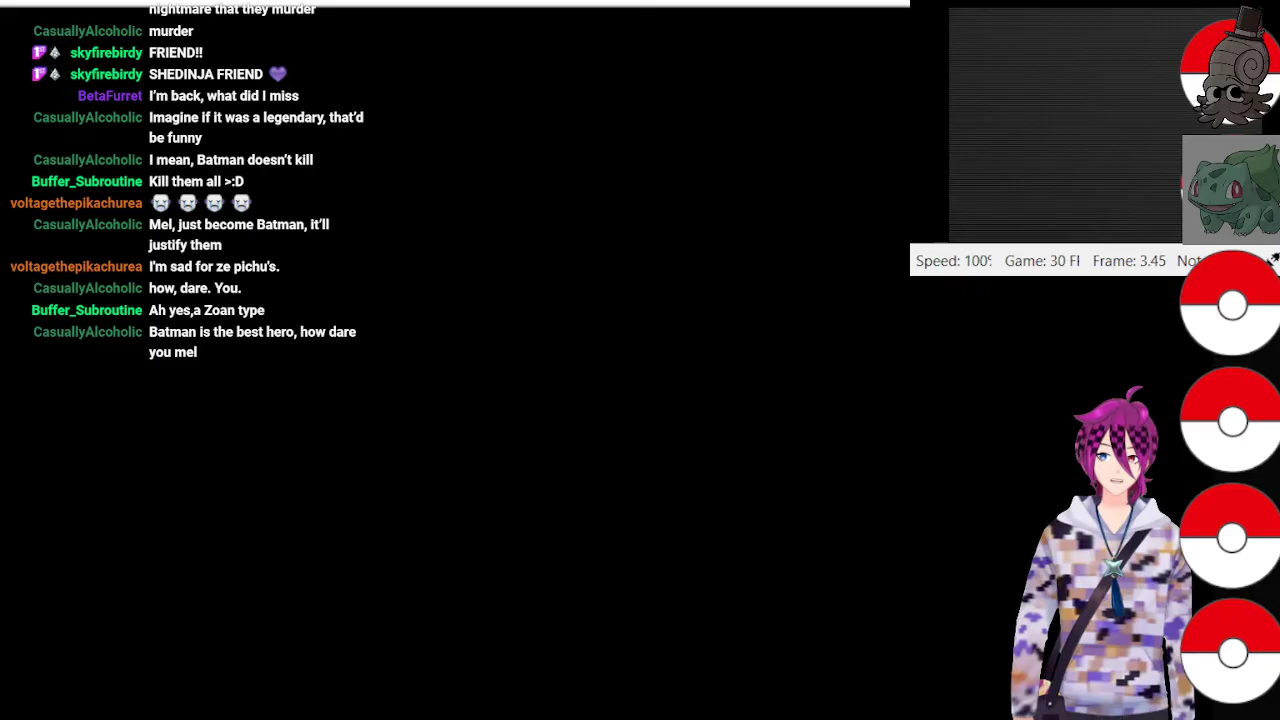 nightmare that they murder
CasuallyAlcoholic murder
skyfirebirdy FRIEND!!
skyfirebirdy SHEDINJA FRIEND
BetaFurret I'm back, what did I miss
CasuallyAlcoholic Imagine if it was a legendary, that'd
be funny
CasuallyAlcoholic I mean, Batman doesn't kill
Buffer_Subroutine Kill them all >:D
voltagethepikachurea
CasuallyAlcoholic Mel, just become Batman, it'll
justify them
voltagethepikachurea I'm sad for ze pichu's.
CasuallyAlcoholic how, dare. You.
Buffer_Subroutine Ah yes,a Zoan type
CasuallyAlcoholic Batman is the best hero, how dare
you mel
Speed: 100% Game: 30 Frame: 3.45